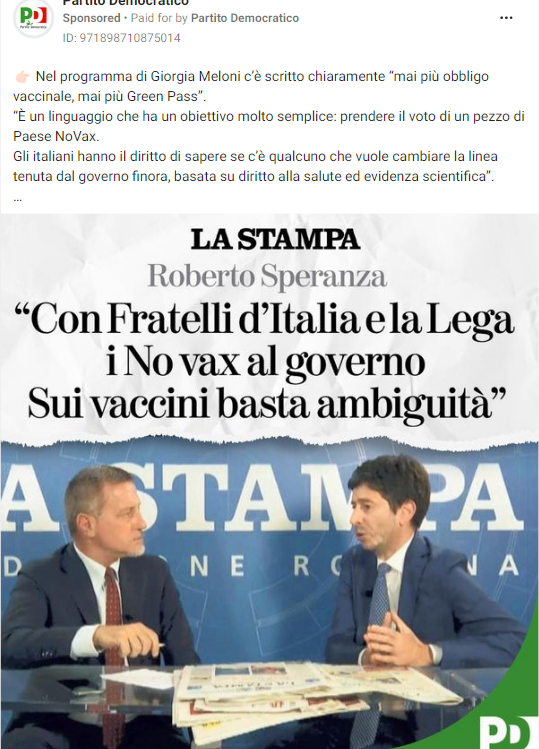 Partito Democratico
Sponsored • Paid for by Partito Democratico
ID: 971898710875014
👉🏻 Nel programma di Giorgia Meloni c’è scritto chiaramente “mai più obbligo
vaccinale, mai più Green Pass”.
“È un linguaggio che ha un obiettivo molto semplice: prendere il voto di un pezzo di
Paese NoVax.
Gli italiani hanno il diritto di sapere se c’è qualcuno che vuole cambiare la linea
tenuta dal governo finora, basata su diritto alla salute ed evidenza scientifica”.
...
LA STAMPA
Roberto Speranza
“Con Fratelli d’Italia e la Lega
i No vax al governo
Sui vaccini basta ambiguità”
A STAMPA
D ONE RO NA
PD